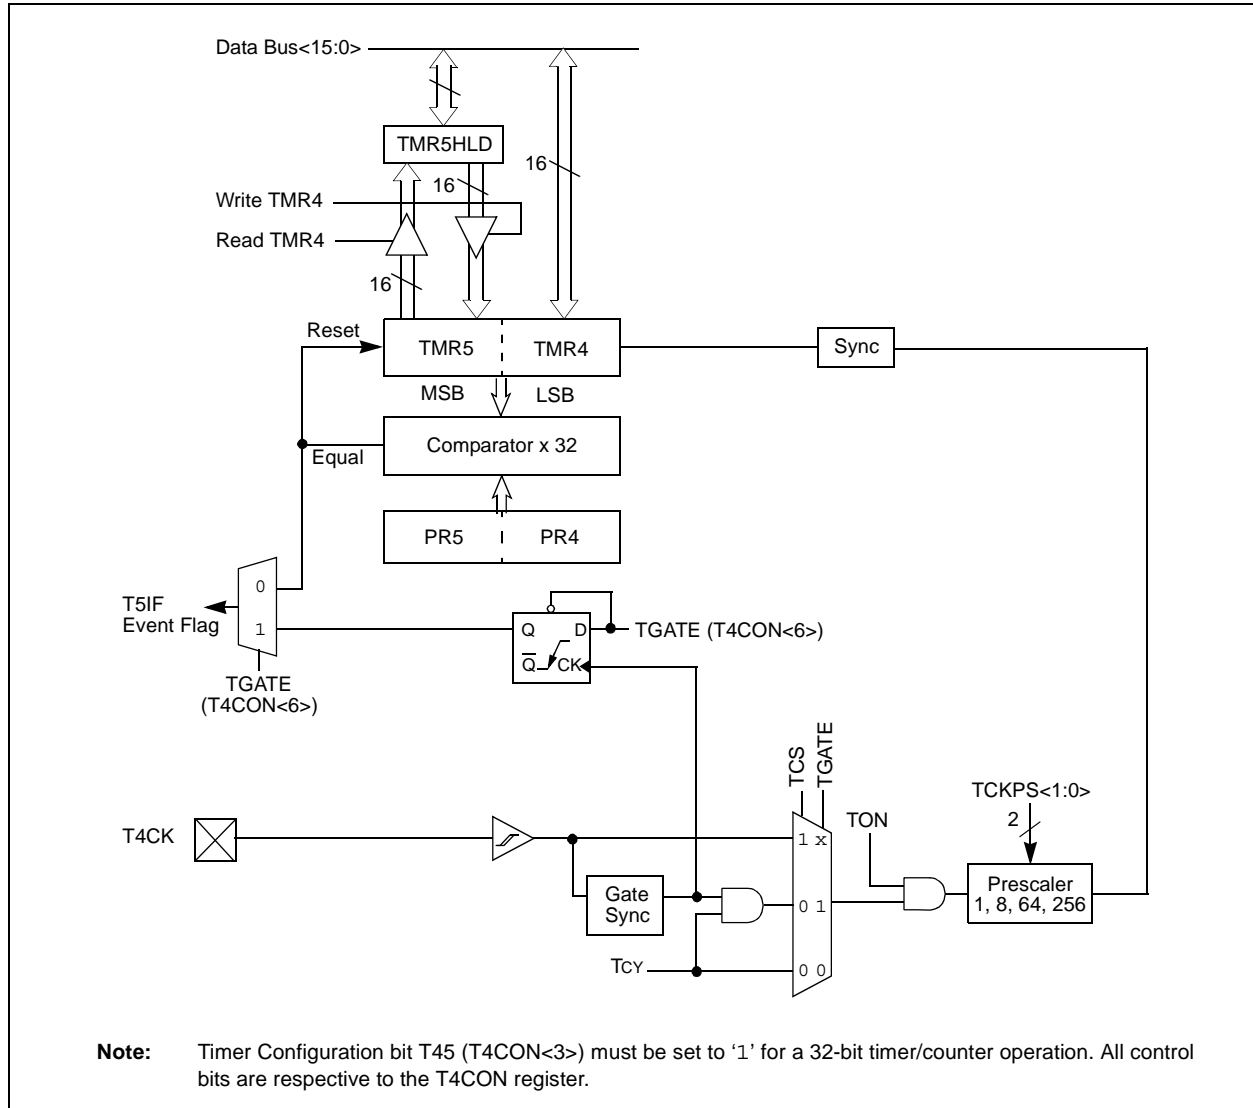 Data Bus<15:0>
TMR5HLD
16
16
Write TMR4
Read TMR4
16
Reset
TMR5
TMR4
Sync
MSB
LSB
Comparator x 32
Equal
PR5
PR4
0
T5IF
Event Flag
1
Q
D
TGATE (T4CON<6>)
Q
CK
TGATE
(T4CON<6>)
TCS
TGATE
TCKPS<1:0>
2
TON
T4CK
1 x
Prescaler
1, 8, 64, 256
Gate
Sync
0 1
TCY
0 0
Note: Timer Configuration bit T45 (T4CON<3>) must be set to ‘1’ for a 32-bit timer/counter operation. All control
bits are respective to the T4CON register.